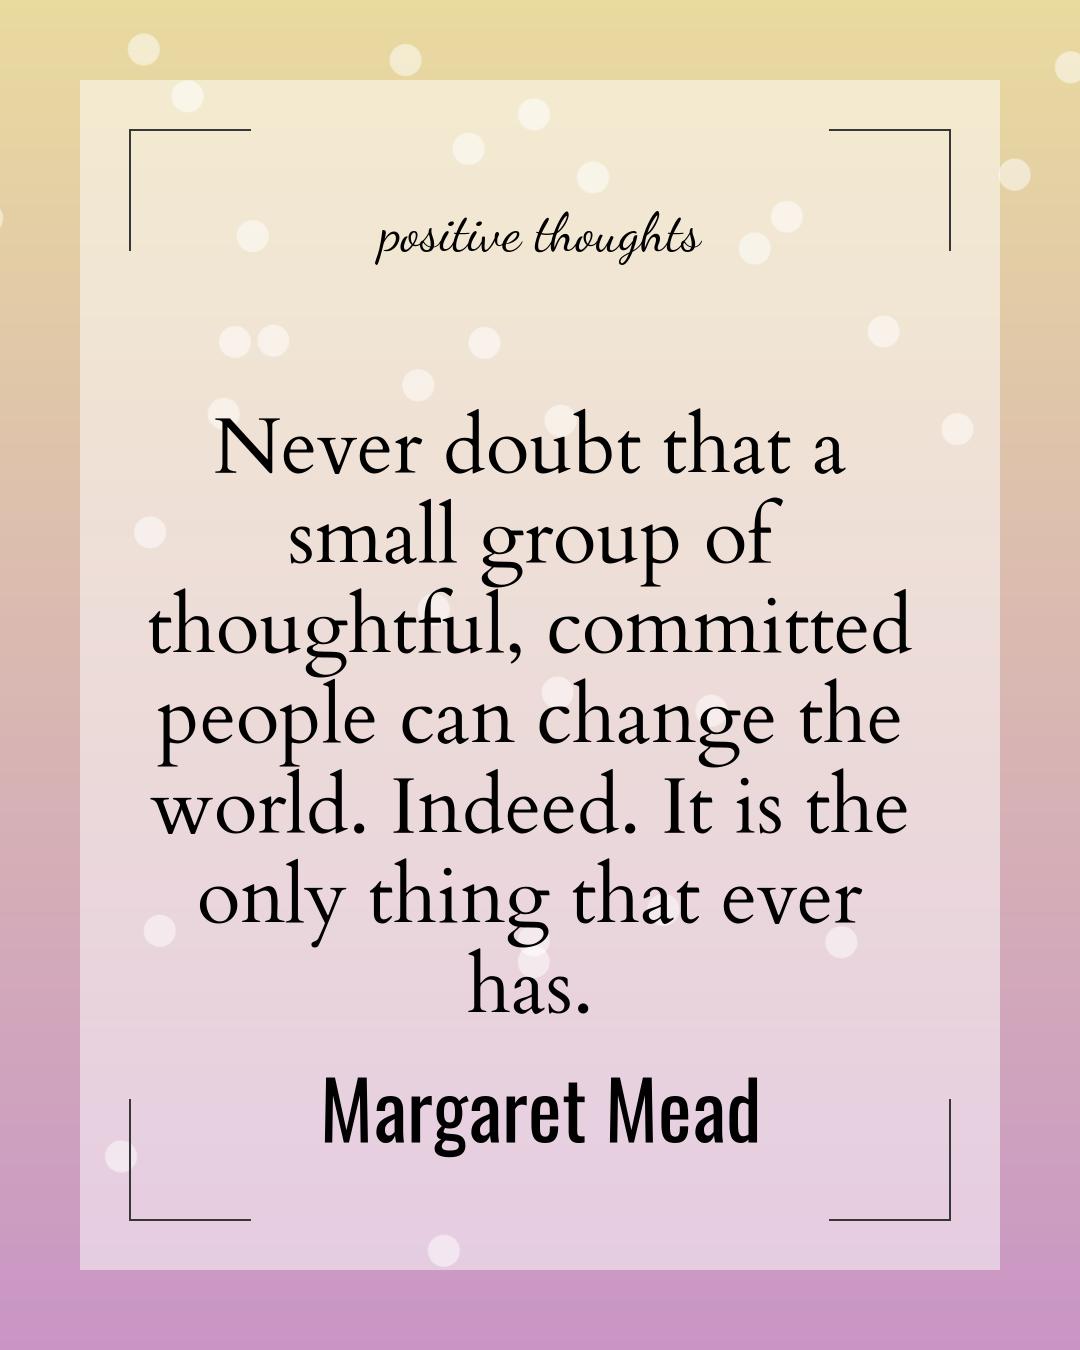 positive thoughts
Never doubt that a
small group of
thoughtful, committed
people can change the
world. Indeed. It is the
only thing that ever
has.
Margaret Mead